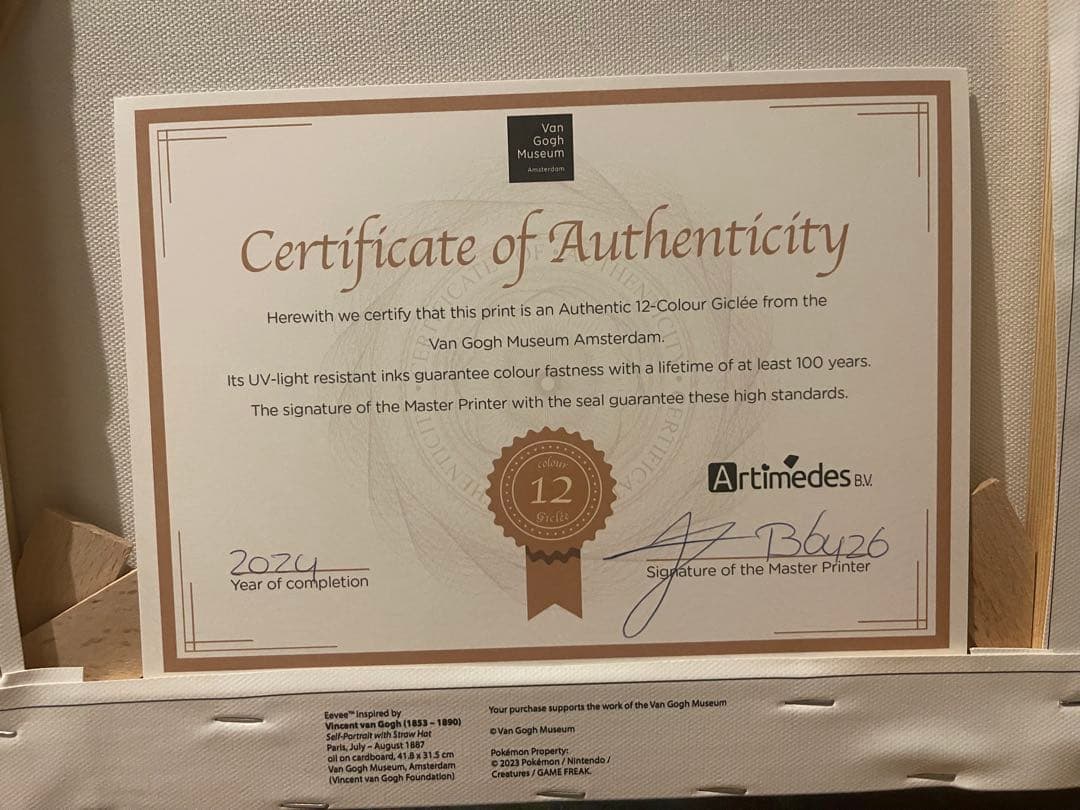 Van
Gogh
Museum
Amsterdam
Certificate of Authenticity
Herewith we certify that this print is an Authentic 12-Colour Giclée from the
Van Gogh Museum Amsterdam.
Its UV-light resistant inks guarantee colour fastness with a lifetime of at least 100 years.
The signature of the Master Printer with the seal guarantee these high standards.
colour
12
Giclée
Artimedes B.V.
2024
Year of completion
B6426
Signature of the Master Printer
Eevee™ inspired by
Vincent van Gogh (1853 – 1890)
Self-Portrait with Straw Hat
Paris, July – August 1887
oil on cardboard, 41.8 x 31.5 cm
Van Gogh Museum, Amsterdam
(Vincent van Gogh Foundation)
Your purchase supports the work of the Van Gogh Museum
© Van Gogh Museum
Pokémon Property:
© 2023 Pokémon / Nintendo /
Creatures / GAME FREAK.